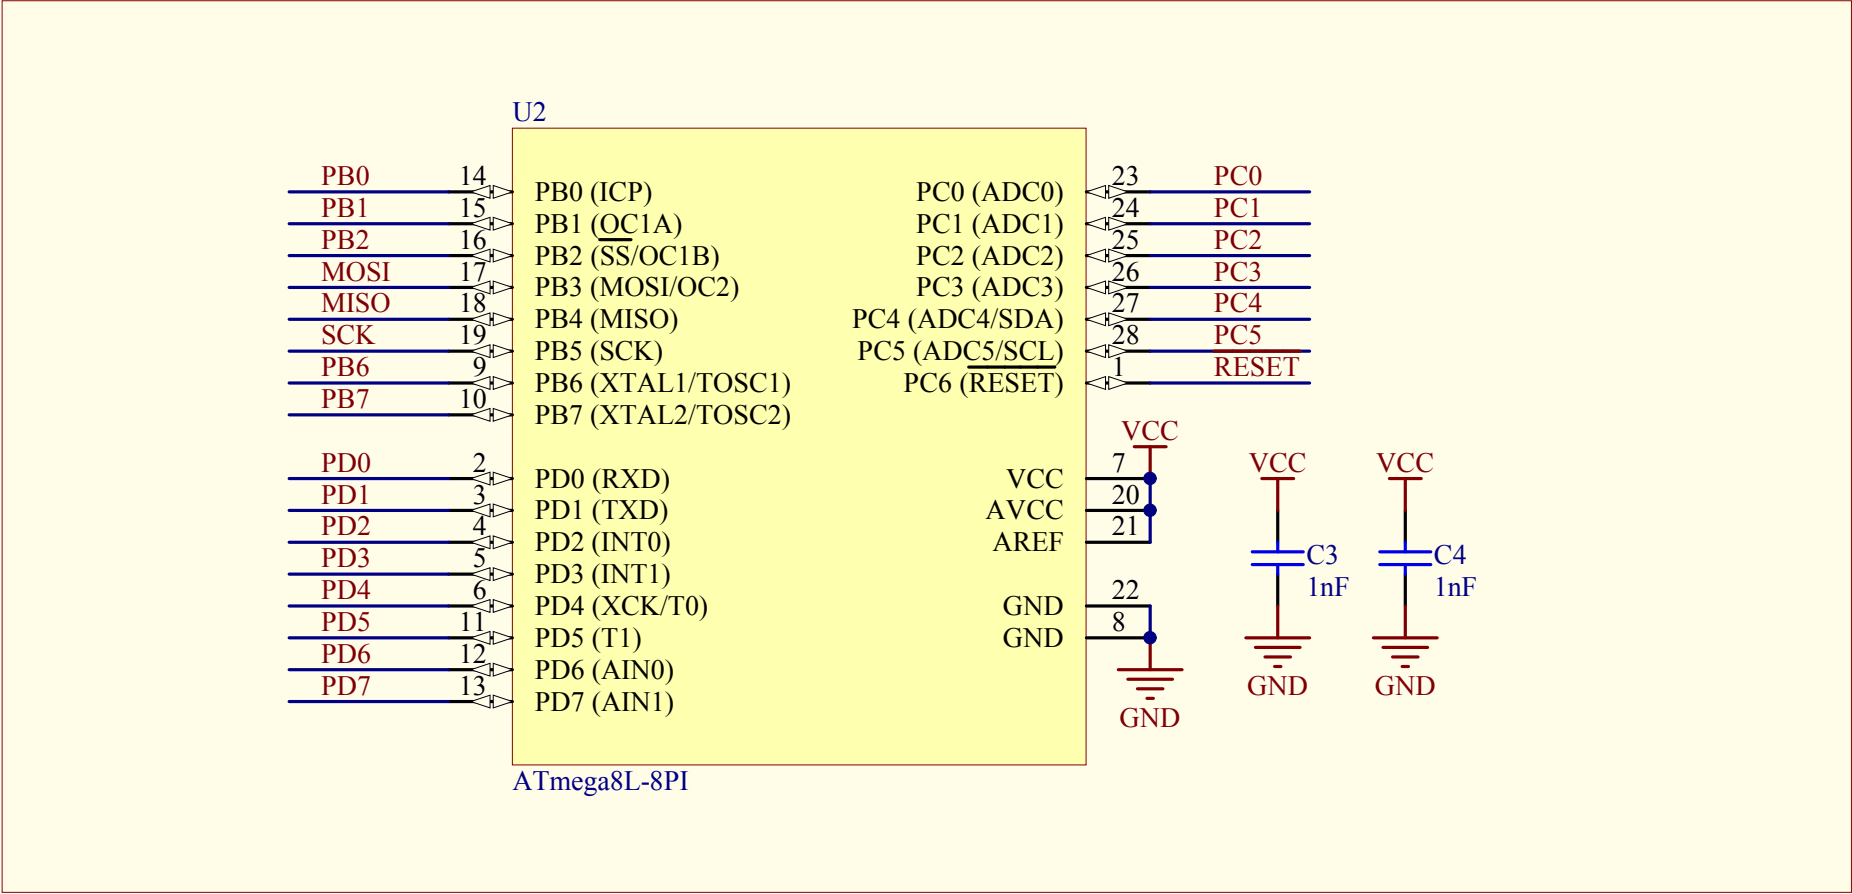 U2
PB0 14 PB0 (ICP) PC0 (ADC0) 23 PC0
PB1 15 PB1 (OC1A) PC1 (ADC1) 24 PC1
PB2 16 PB2 (S̅S̅/OC1B) PC2 (ADC2) 25 PC2
MOSI 17 PB3 (MOSI/OC2) PC3 (ADC3) 26 PC3
MISO 18 PB4 (MISO) PC4 (ADC4/SDA) 27 PC4
SCK 19 PB5 (SCK) PC5 (ADC5/SCL) 28 PC5
PB6 9 PB6 (XTAL1/TOSC1) PC6 (R̅E̅S̅E̅T̅) 1 R̅E̅S̅E̅T̅
PB7 10 PB7 (XTAL2/TOSC2)
VCC
PD0 2 PD0 (RXD) VCC 7 VCC VCC
PD1 3 PD1 (TXD) AVCC 20
PD2 4 PD2 (INT0) AREF 21
C3 C4
PD3 5 PD3 (INT1) 1nF 1nF
PD4 6 PD4 (XCK/T0) GND 22
PD5 11 PD5 (T1) GND 8
PD6 12 PD6 (AIN0)
PD7 13 PD7 (AIN1) GND GND
GND
ATmega8L-8PI